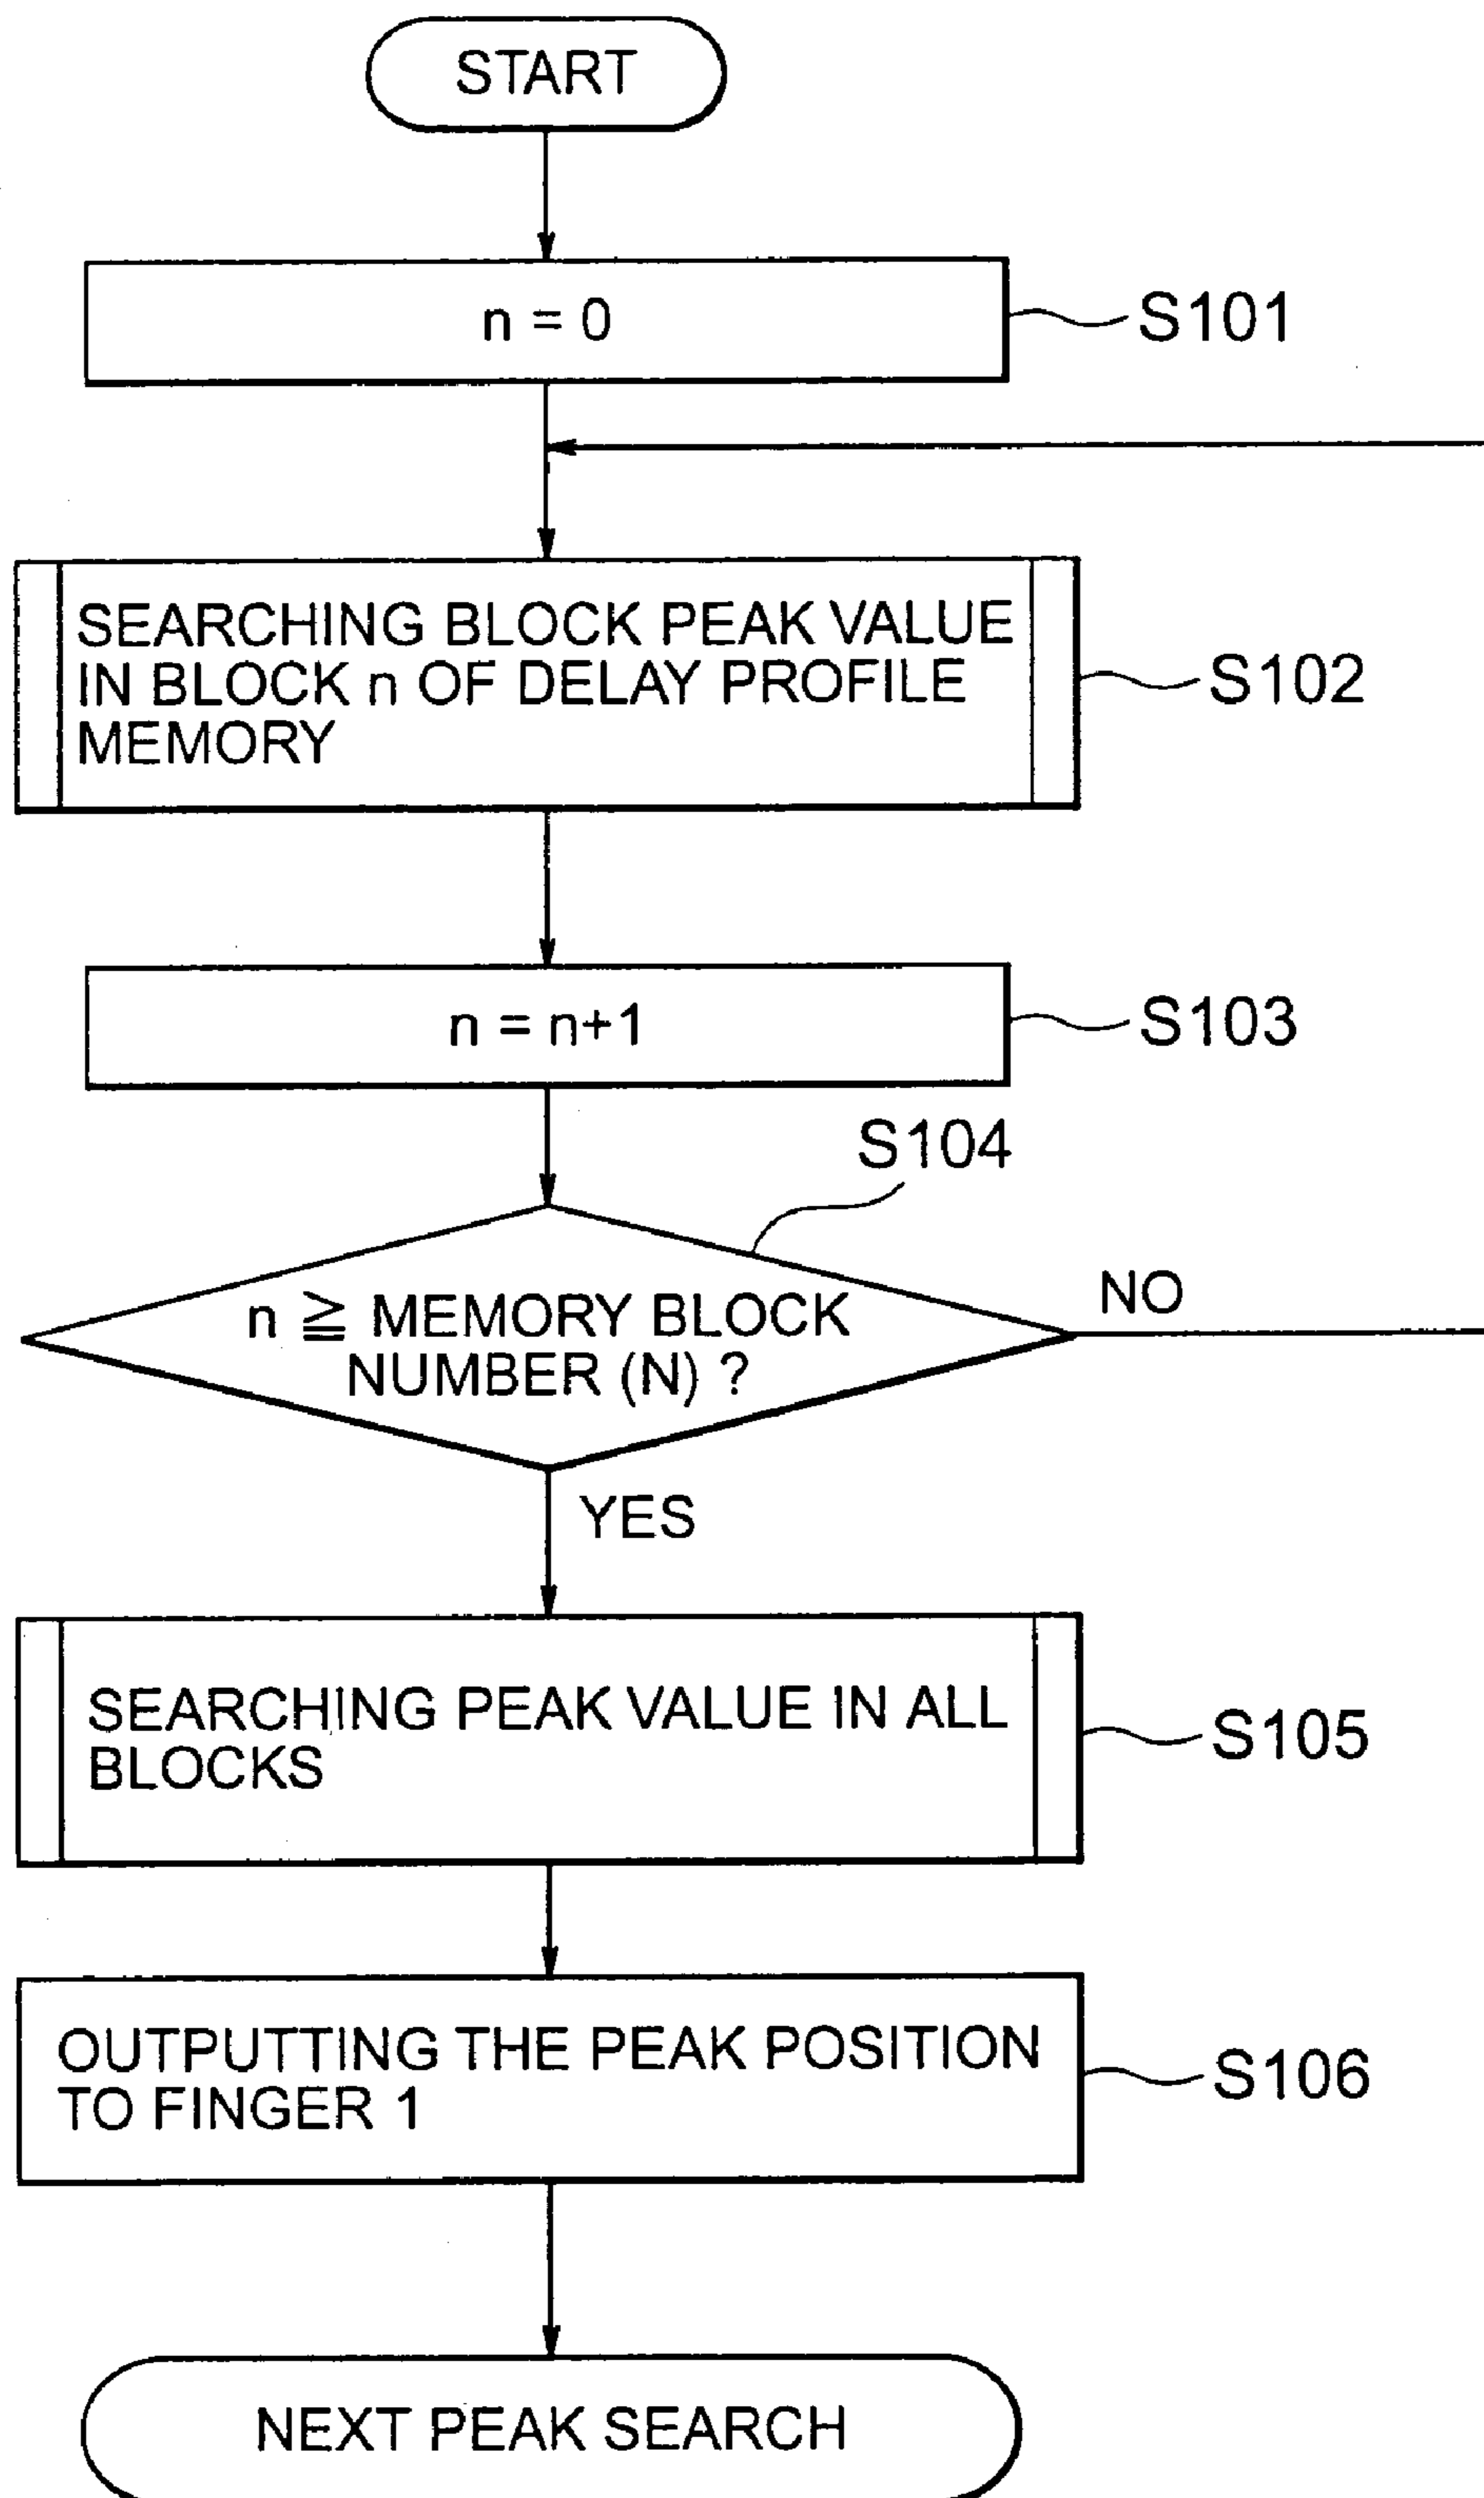 START
n = 0
S101
SEARCHING BLOCK PEAK VALUE
IN BLOCK n OF DELAY PROFILE
MEMORY
S102
n = n+1
S103
S104
n ≧ MEMORY BLOCK
NUMBER (N) ?
NO
YES
SEARCHING PEAK VALUE IN ALL
BLOCKS
S105
OUTPUTTING THE PEAK POSITION
TO FINGER 1
S106
NEXT PEAK SEARCH